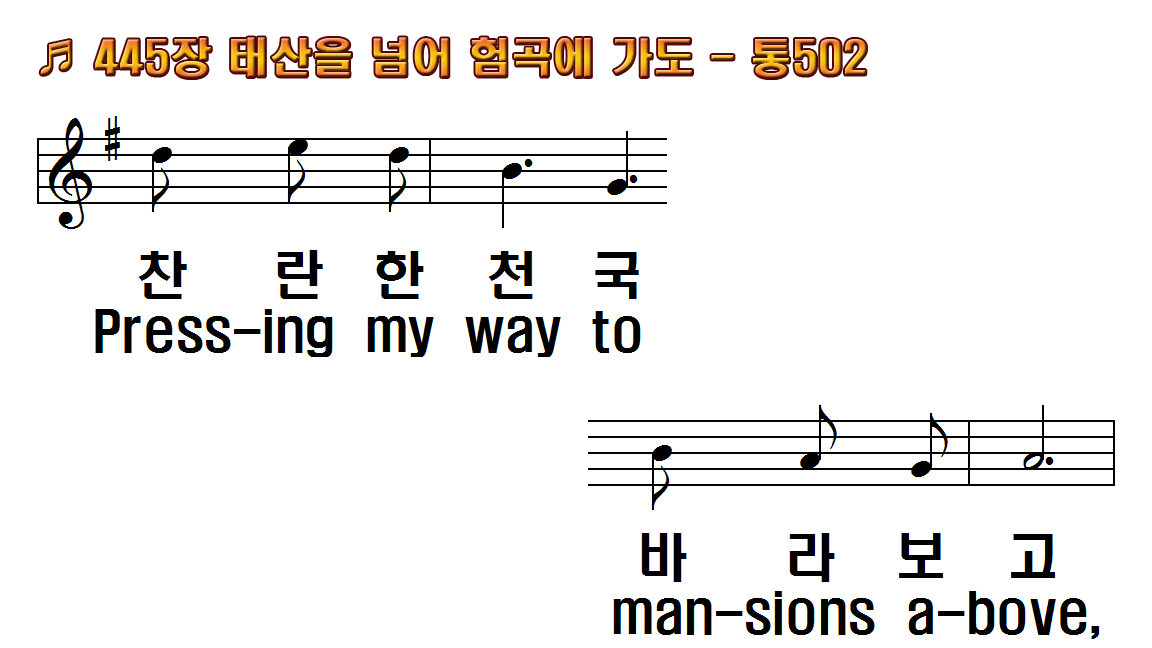 ♬ 445장 태산을 넘어 험곡에 가도 - 통502
찬 란 한 천 국
Press-ing my way to
바 라 보 고
man-sions a-bove,